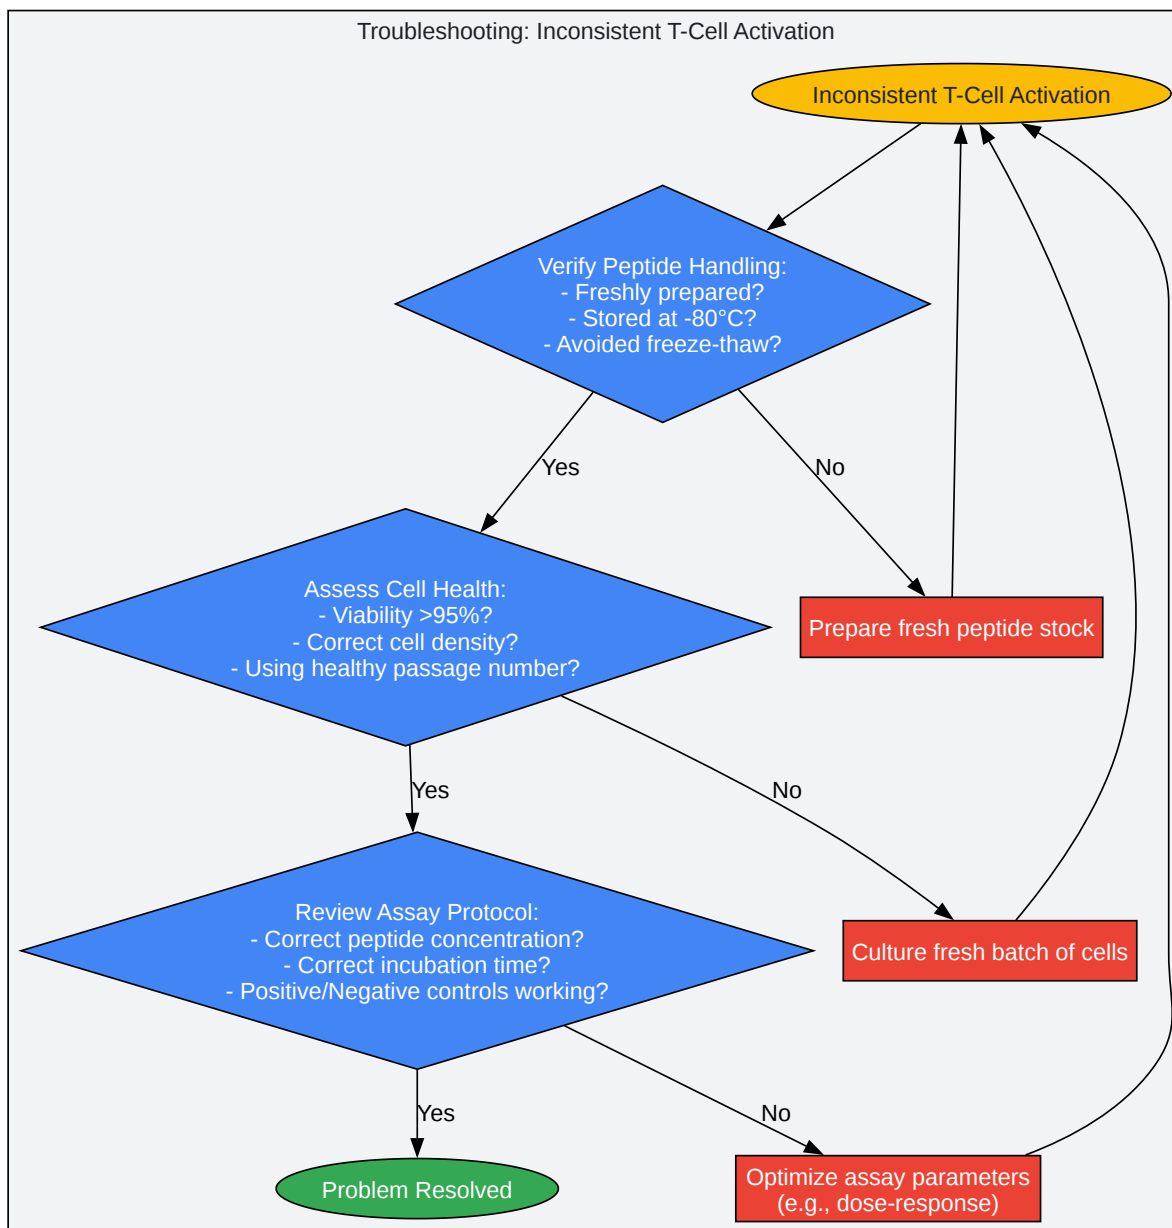 Troubleshooting: Inconsistent T-Cell Activation
Inconsistent T-Cell Activation
Verify Peptide Handling:
- Freshly prepared?
- Stored at -80°C?
- Avoided freeze-thaw?
Yes
No
Assess Cell Health:
- Viability >95%?
- Correct cell density?
- Using healthy passage number?
Prepare fresh peptide stock
Yes
No
Review Assay Protocol:
- Correct peptide concentration?
- Correct incubation time?
- Positive/Negative controls working?
Culture fresh batch of cells
Yes
No
Problem Resolved
Optimize assay parameters
(e.g., dose-response)